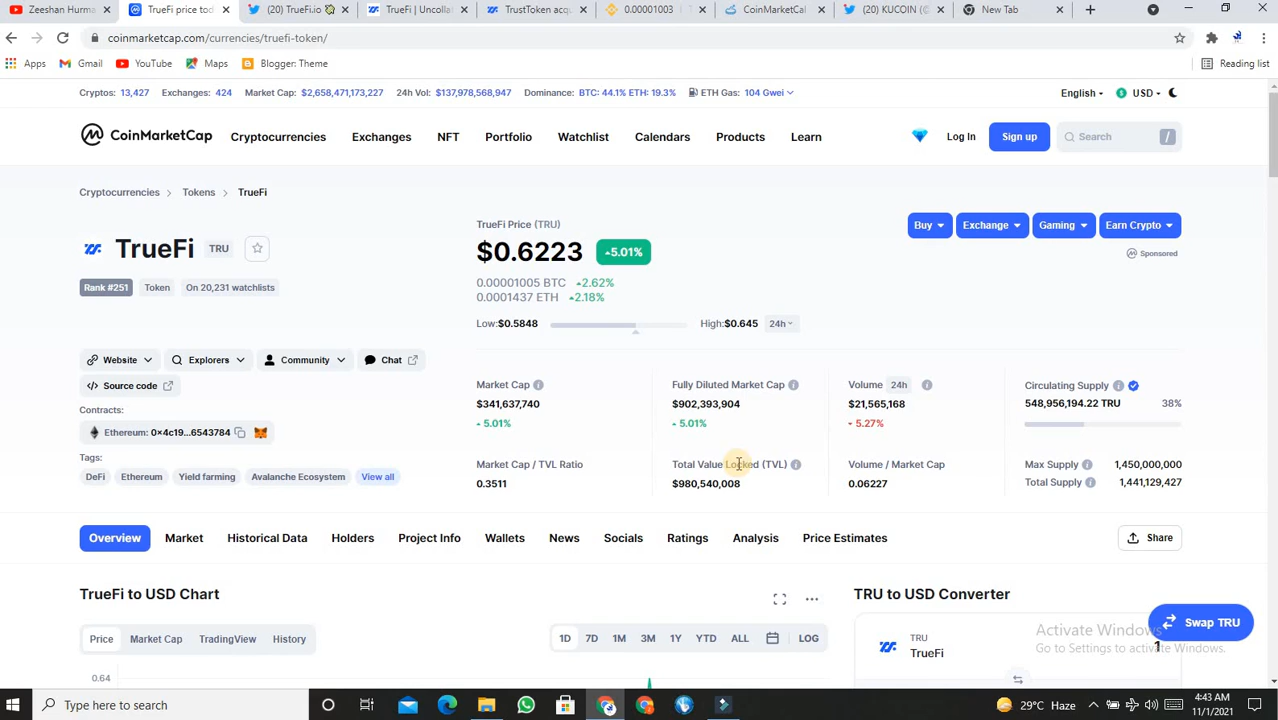 Zeeshan Hurma
TrueFi price tod
(20) TrueFi.io
TrueFi | Uncolla
TrustToken acqu
0.00001003 | T
CoinMarketCal
(20) KUCOIN (@
New Tab
coinmarketcap.com/currencies/truefi-token/
Apps
Gmail
YouTube
Maps
Blogger: Theme
Reading list
Cryptos: 13,427 Exchanges: 424 Market Cap: $2,658,471,173,227 24h Vol: $137,978,568,947 Dominance: BTC: 44.1% ETH: 19.3% ETH Gas: 104 Gwei
English USD
CoinMarketCap
Cryptocurrencies Exchanges NFT Portfolio Watchlist Calendars Products Learn
Log In
Sign up
Search /
Cryptocurrencies > Tokens > TrueFi
TrueFi TRU
Rank #251 Token On 20,231 watchlists
Website Explorers Community Chat
</> Source code
Contracts:
Ethereum: 0x4c19...6543784
Tags:
DeFi Ethereum Yield farming Avalanche Ecosystem View all
TrueFi Price (TRU)
$0.6223 5.01%
0.00001005 BTC 2.62%
0.0001437 ETH 2.18%
Low:$0.5848 High:$0.645 24h
Buy Exchange Gaming Earn Crypto
Sponsored
Market Cap
$341,637,740
5.01%
Fully Diluted Market Cap
$902,393,904
5.01%
Volume 24h
$21,565,168
5.27%
Circulating Supply
548,956,194.22 TRU 38%
Market Cap / TVL Ratio
0.3511
Total Value Locked (TVL)
$980,540,008
Volume / Market Cap
0.06227
Max Supply 1,450,000,000
Total Supply 1,441,129,427
Overview Market Historical Data Holders Project Info Wallets News Socials Ratings Analysis Price Estimates
Share
TrueFi to USD Chart
Price Market Cap TradingView History
1D 7D 1M 3M 1Y YTD ALL LOG
0.64
TRU to USD Converter
TRU
TrueFi
1
Swap TRU
Activate Windows
Go to Settings to activate Windows.
Type here to search
29°C Haze
4:43 AM
11/1/2021